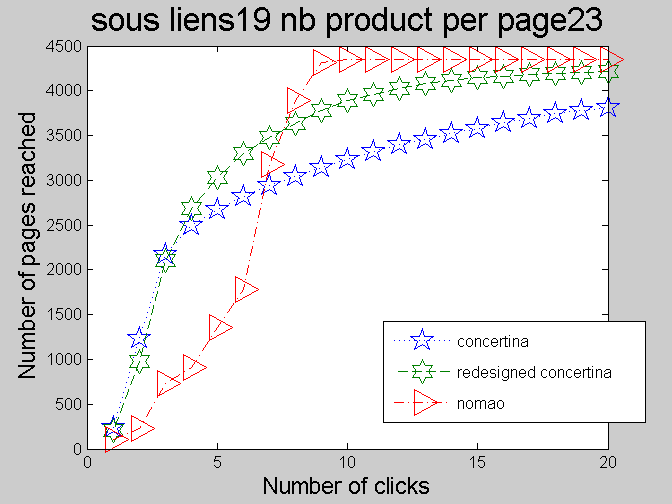 sous liens19 nb product per page23
4500
4000
3500
3000
2500
2000
1500
1000
500
0
Number of pages reached
0 5 10 15 20
Number of clicks
concertina
redesigned concertina
nomao